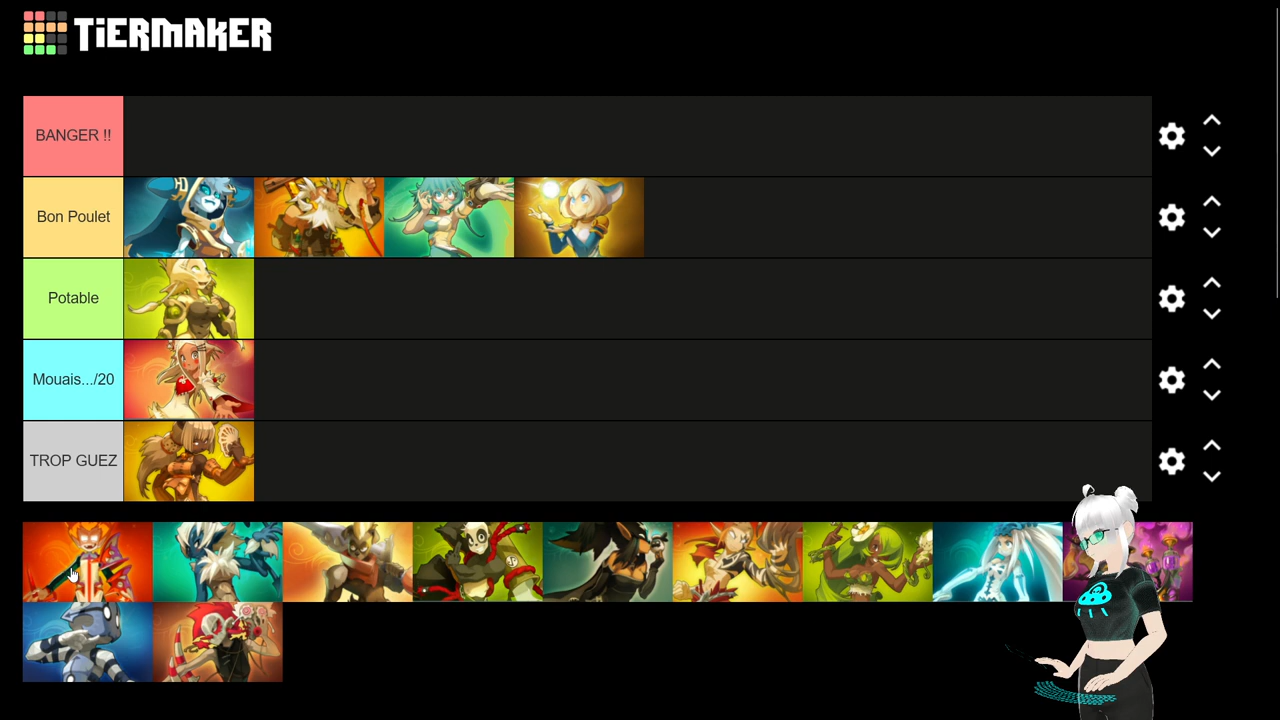 TiERMAKER
BANGER !!
Bon Poulet
Potable
Mouais.../20
TROP GUEZ